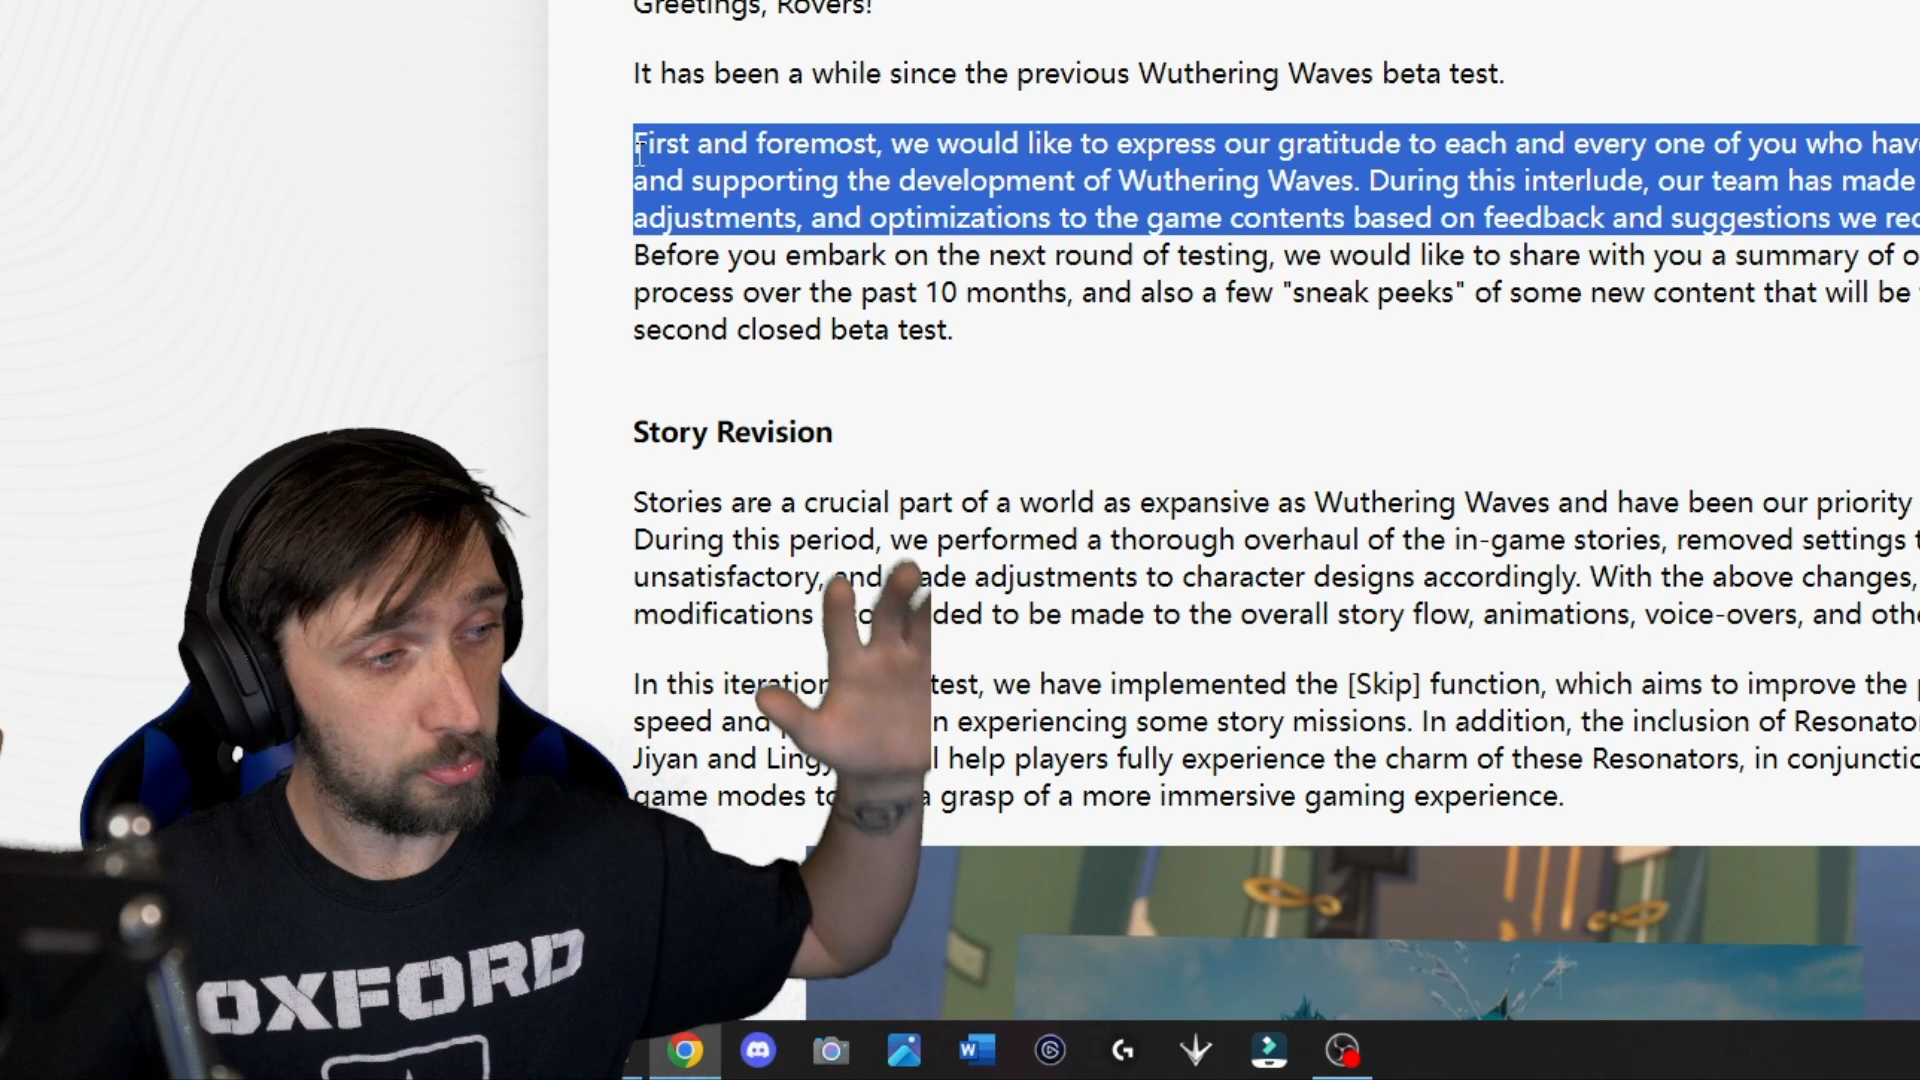 Greetings, Rovers!
It has been a while since the previous Wuthering Waves beta test.
First and foremost, we would like to express our gratitude to each and every one of you who hav
and supporting the development of Wuthering Waves. During this interlude, our team has made
adjustments, and optimizations to the game contents based on feedback and suggestions we rec
Before you embark on the next round of testing, we would like to share with you a summary of o
process over the past 10 months, and also a few "sneak peeks" of some new content that will be
second closed beta test.
Story Revision
Stories are a crucial part of a world as expansive as Wuthering Waves and have been our priority
During this period, we performed a thorough overhaul of the in-game stories, removed settings t
unsatisfactory, and ade adjustments to character designs accordingly. With the above changes,
modifications ded to be made to the overall story flow, animations, voice-overs, and othe
In this iteration test, we have implemented the [Skip] function, which aims to improve the p
speed and n experiencing some story missions. In addition, the inclusion of Resonato
Jiyan and Lingy l help players fully experience the charm of these Resonators, in conjunctio
game modes to a grasp of a more immersive gaming experience.
OXFORD
W